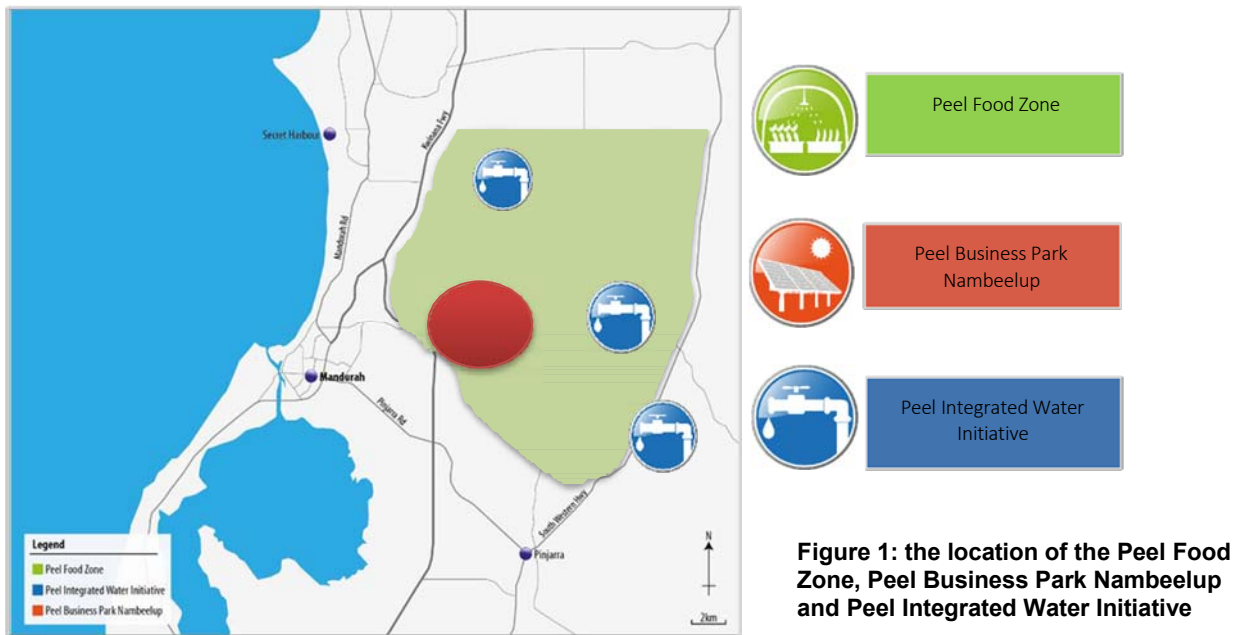 Secret Harbour
Kwinana Fwy
Mandurah Rd
Mandurah
Pinjarra Rd
South Western Hwy
Pinjarra
Legend
Peel Food Zone
Peel Integrated Water Initiative
Peel Business Park Nambeelup
N
2km
Peel Food Zone
Peel Business Park
Nambeelup
Peel Integrated Water
Initiative
Figure 1: the location of the Peel Food
Zone, Peel Business Park Nambeelup
and Peel Integrated Water Initiative